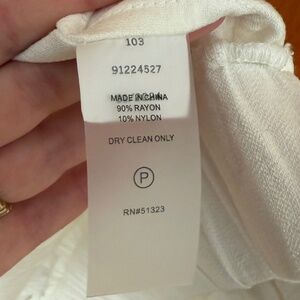 103
91224527
MADE IN CHINA
90% RAYON
10% NYLON
DRY CLEAN ONLY
P
RN#51323